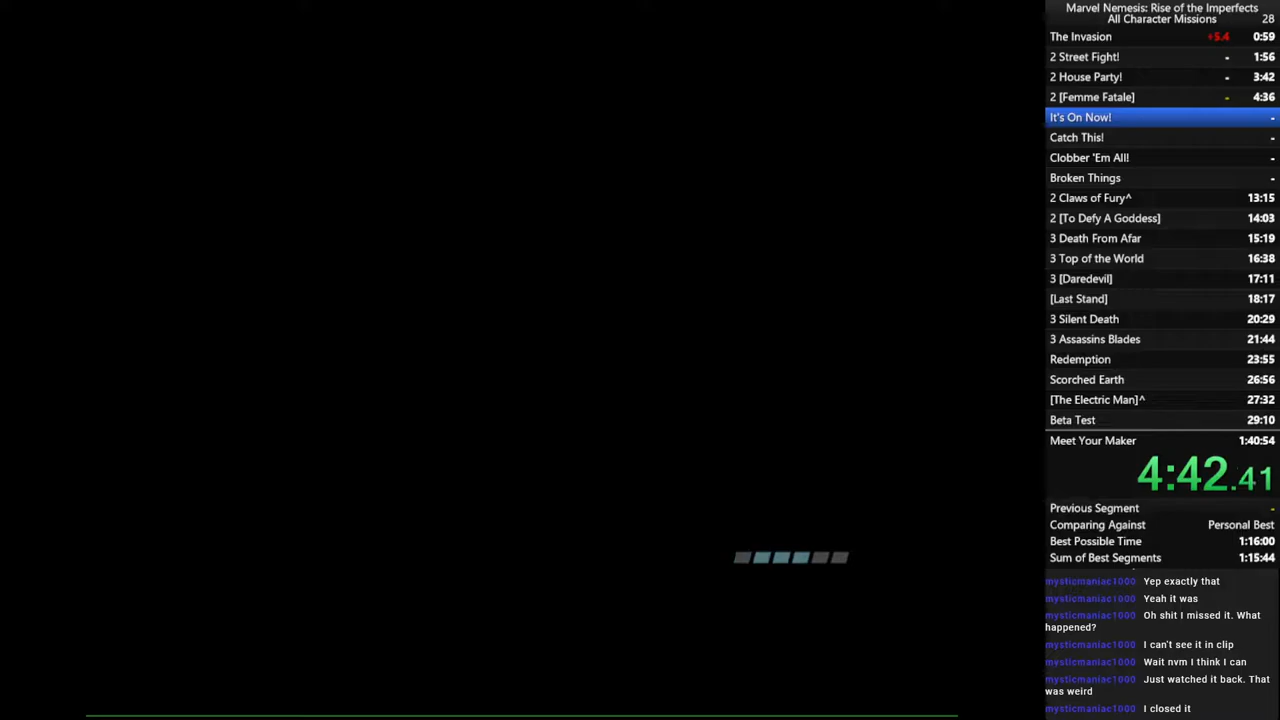 Marvel Nemesis: Rise of the Imperfects
All Character Missions 28
The Invasion +5.4 0:59
2 Street Fight! - 1:56
2 House Party! - 3:42
2 [Femme Fatale] - 4:36
It's On Now! -
Catch This! -
Clobber 'Em All! -
Broken Things -
2 Claws of Fury^ 13:15
2 [To Defy A Goddess] 14:03
3 Death From Afar 15:19
3 Top of the World 16:38
3 [Daredevil] 17:11
[Last Stand] 18:17
3 Silent Death 20:29
3 Assassins Blades 21:44
Redemption 23:55
Scorched Earth 26:56
[The Electric Man]^ 27:32
Beta Test 29:10
Meet Your Maker 1:40:54
4:42.41
Previous Segment -
Comparing Against Personal Best
Best Possible Time 1:16:00
Sum of Best Segments 1:15:44
mysticmaniac1000 Yep exactly that
mysticmaniac1000 Yeah it was
mysticmaniac1000 Oh shit I missed it. What
happened?
mysticmaniac1000 I can't see it in clip
mysticmaniac1000 Wait nvm I think I can
mysticmaniac1000 Just watched it back. That
was weird
mysticmaniac1000 I closed it